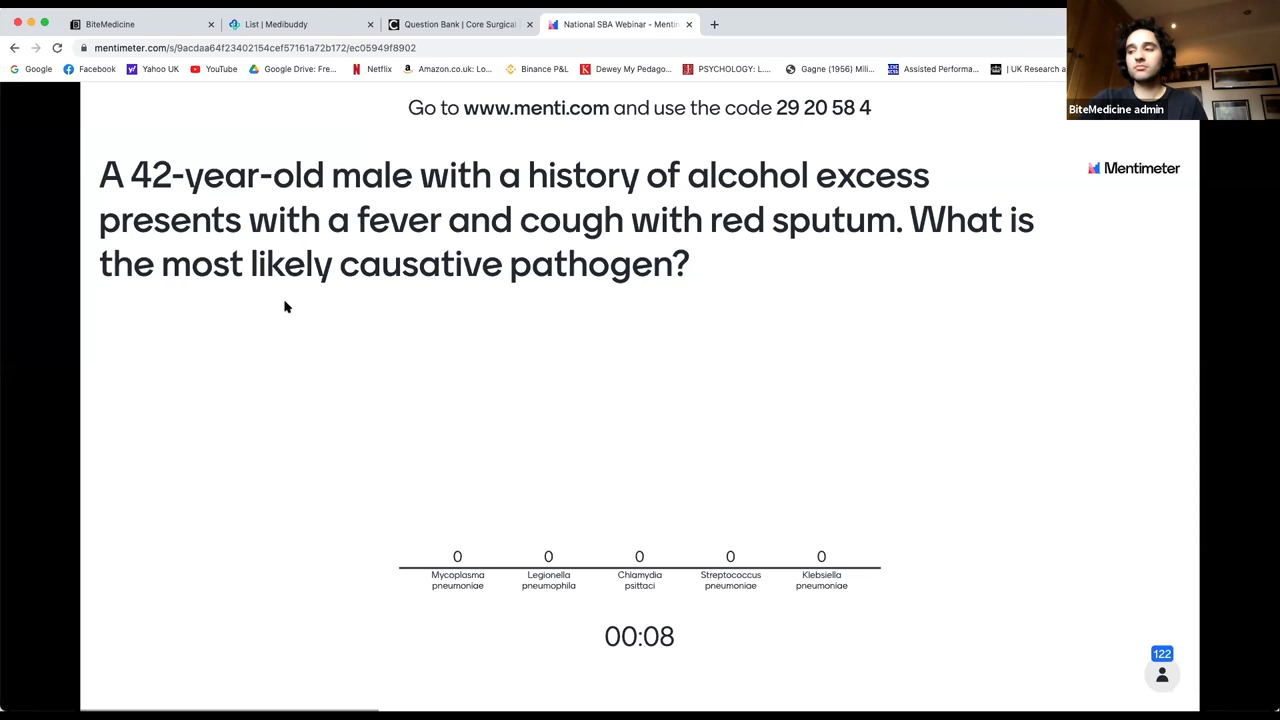 BiteMedicine
List | Medibuddy
Question Bank | Core Surgical
National SBA Webinar - Mentim
mentimeter.com/s/9acdaa64f23402154cef57161a72b172/ec05949f8902
Google
Facebook
Yahoo UK
YouTube
Google Drive: Fre...
Netflix
Amazon.co.uk: Lo...
Binance P&L
Dewey My Pedago...
PSYCHOLOGY: L....
Gagne (1956) Mili...
Assisted Performa...
| UK Research a
BiteMedicine admin
Go to www.menti.com and use the code 29 20 58 4
Mentimeter
A 42-year-old male with a history of alcohol excess
presents with a fever and cough with red sputum. What is
the most likely causative pathogen?
0 0 0 0 0
Mycoplasma pneumoniae
Legionella pneumophila
Chlamydia psittaci
Streptococcus pneumoniae
Klebsiella pneumoniae
00:08
122